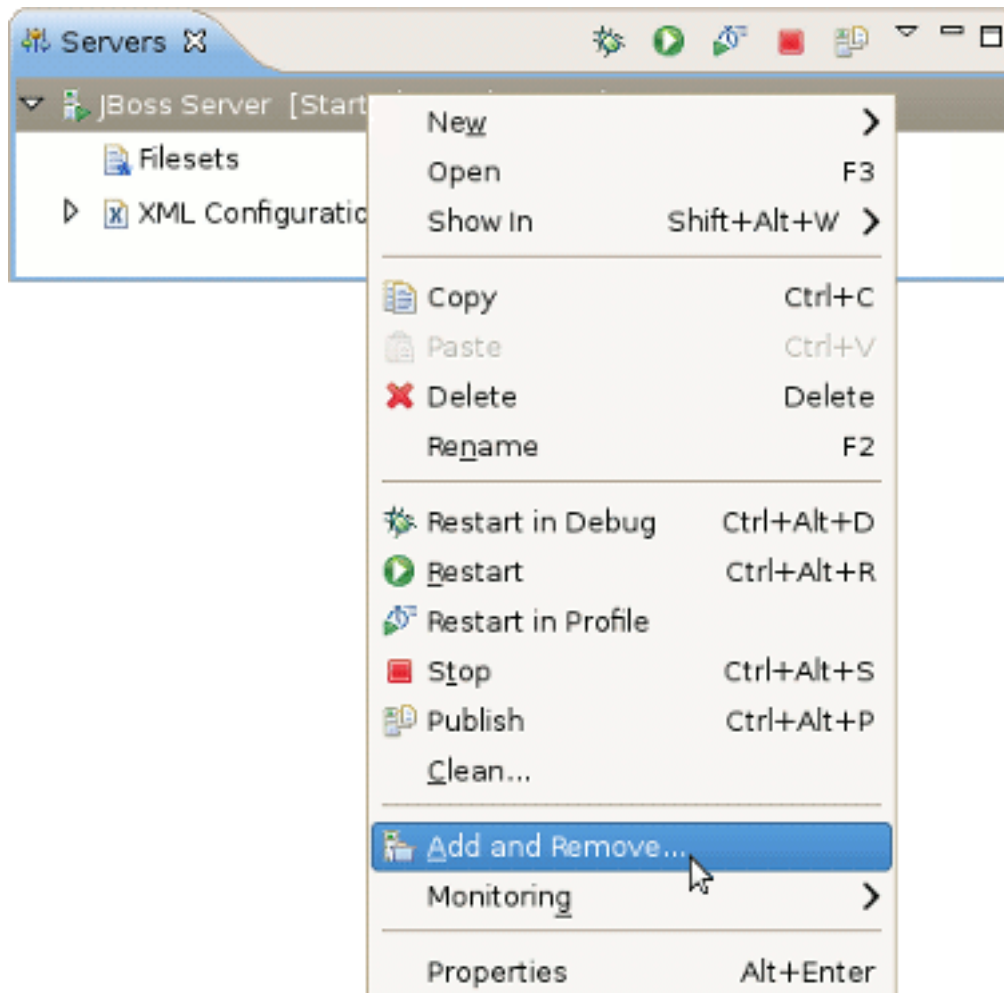 Servers
JBoss Server [Start
New
Filesets
Open F3
XML Configuratio
Show In Shift+Alt+W
Copy Ctrl+C
Paste Ctrl+V
Delete Delete
Rename F2
Restart in Debug Ctrl+Alt+D
Restart Ctrl+Alt+R
Restart in Profile
Stop Ctrl+Alt+S
Publish Ctrl+Alt+P
Clean...
Add and Remove...
Monitoring
Properties Alt+Enter